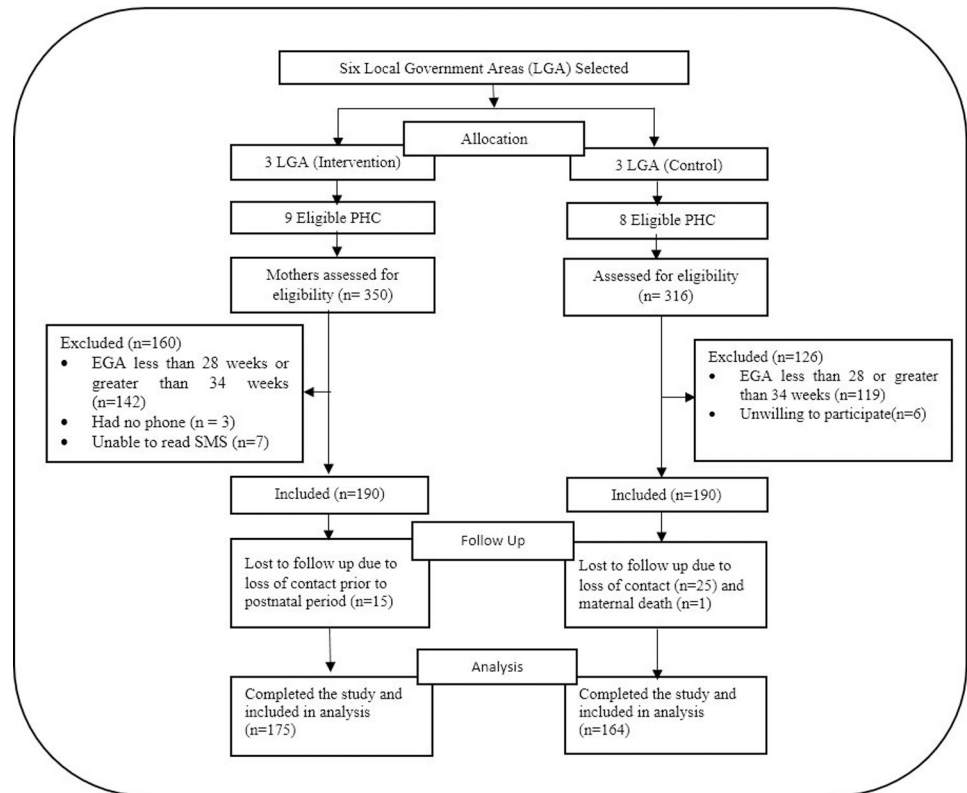 Six Local Government Areas (LGA) Selected
Allocation
3 LGA (Intervention)
3 LGA (Control)
9 Eligible PHC
8 Eligible PHC
Mothers assessed for
eligibility (n= 350)
Assessed for eligibility
(n= 316)
Excluded (n=160)
• EGA less than 28 weeks or
greater than 34 weeks
(n=142)
• Had no phone (n = 3)
• Unable to read SMS (n=7)
Excluded (n=126)
• EGA less than 28 or greater
than 34 weeks (n=119)
• Unwilling to participate(n=6)
Included (n=190)
Included (n=190)
Follow Up
Lost to follow up due to
loss of contact prior to
postnatal period (n=15)
Lost to follow up due to
loss of contact (n=25) and
maternal death (n=1)
Analysis
Completed the study and
included in analysis
(n=175)
Completed the study and
included in analysis
(n=164)